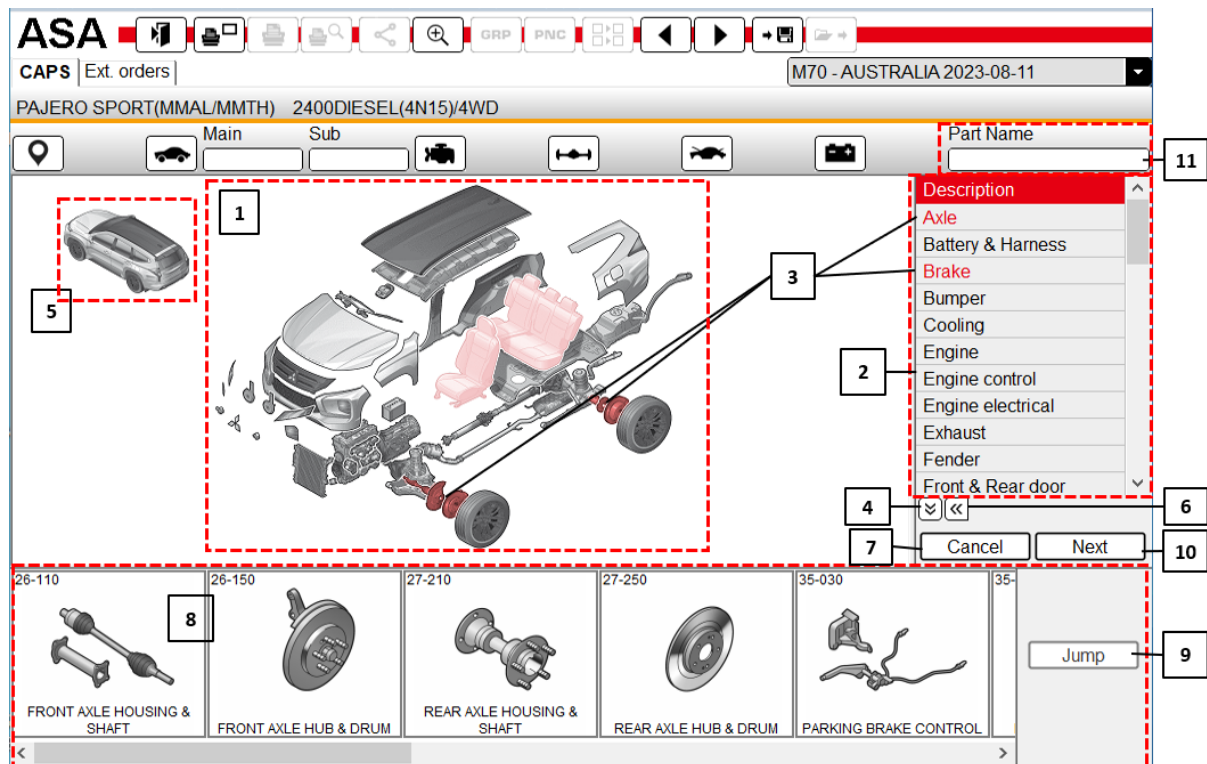 ASA
GRP PNC
CAPS Ext. orders
M70 - AUSTRALIA 2023-08-11
PAJERO SPORT(MMAL/MMTH) 2400DIESEL(4N15)/4WD
Main Sub Part Name
11
1
Description
Axle
Battery & Harness
3
Brake
5
Bumper
Cooling
Engine
2
Engine control
Engine electrical
Exhaust
Fender
Front & Rear door
4
6
7
Cancel Next
10
26-110 26-150 27-210 27-250 35-030 35-
8
Jump
9
FRONT AXLE HOUSING &
SHAFT
FRONT AXLE HUB & DRUM
REAR AXLE HOUSING &
SHAFT
REAR AXLE HUB & DRUM
PARKING BRAKE CONTROL